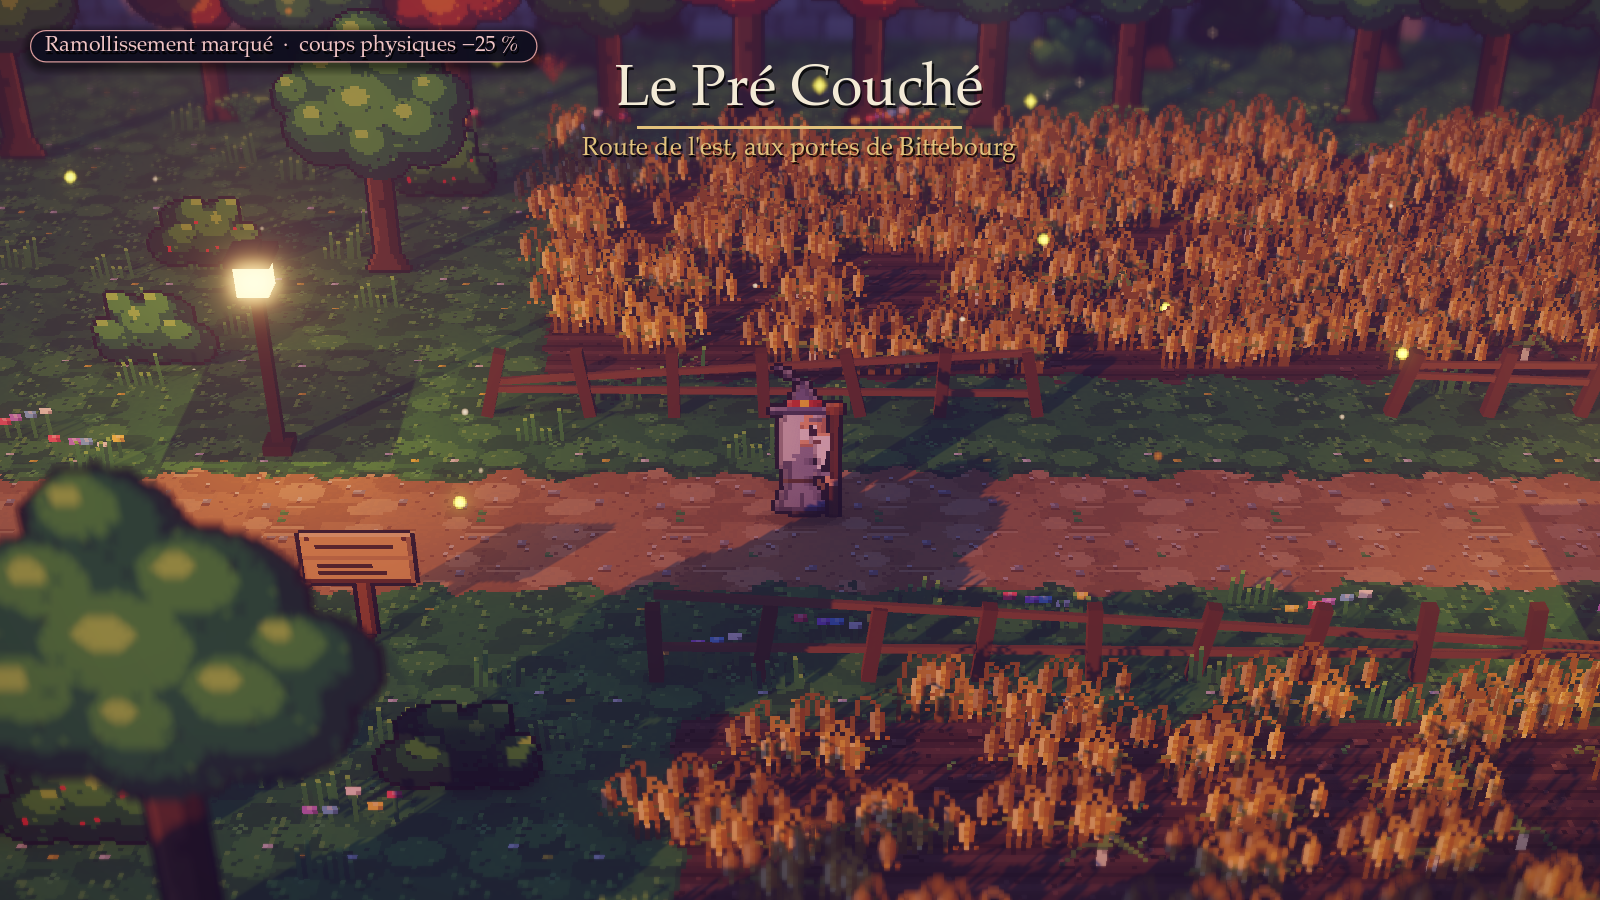 Ramollissement marqué · coups physiques −25 %
Le Pré Couché
Route de l'est, aux portes de Bittebourg